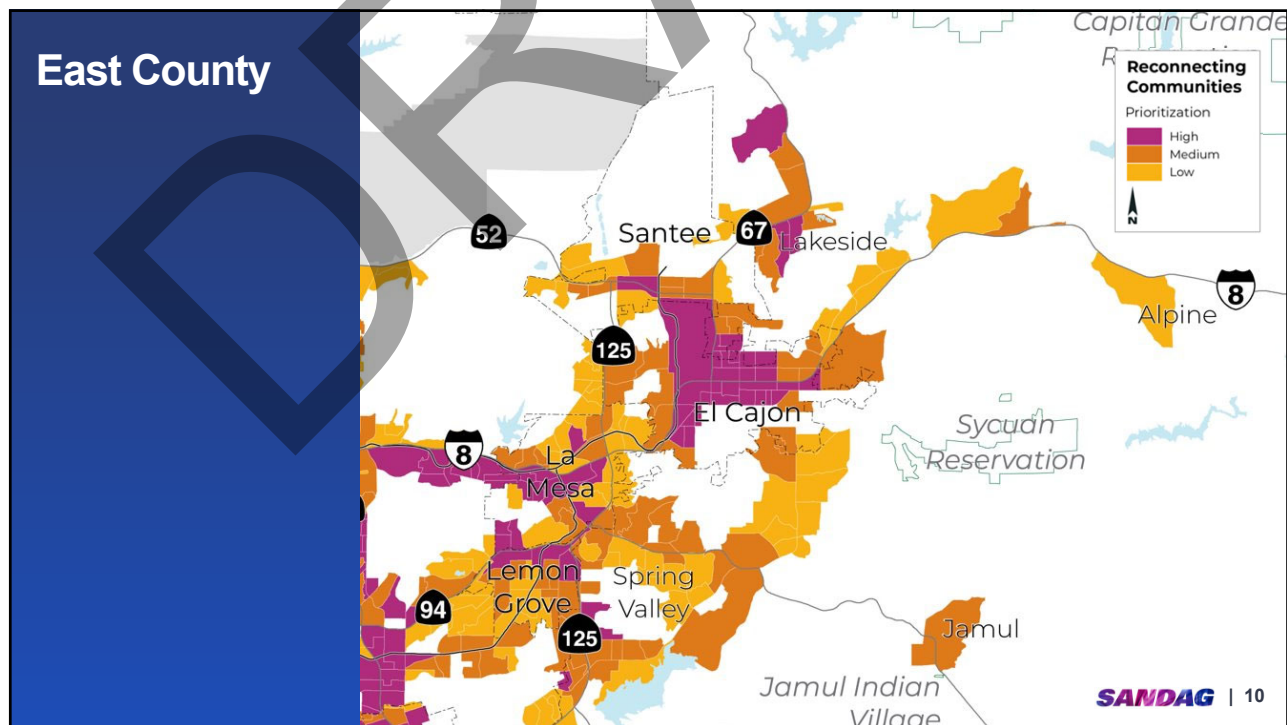 East County
DRA
Capitan Grande
Reconnecting
Communities
Prioritization
High
Medium
Low
N
52
Santee
67
Lakeside
8
Alpine
125
El Cajon
Sycuan
Reservation
8
La
Mesa
Lemon
Grove
Spring
Valley
94
125
Jamul
Jamul Indian
Village
SANDAG | 10